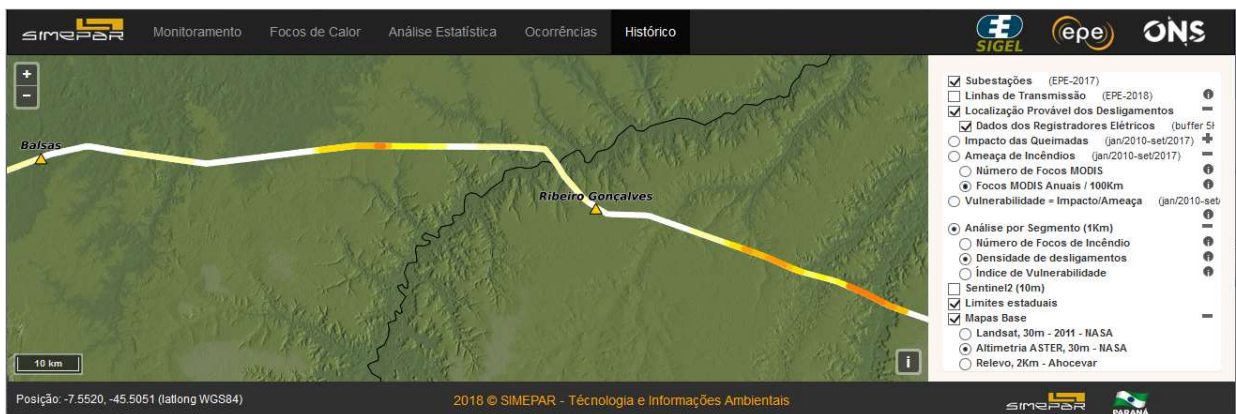 SIMEPAR Monitoramento Focos de Calor Análise Estatística Ocorrências Histórico SIGEL epe ONS
+
−
Balsas
Ribeiro Gonçalves
10 km
i
Subestações (EPE-2017)
Linhas de Transmissão (EPE-2018)
Localização Provável dos Desligamentos
Dados dos Registradores Elétricos (buffer 5
Impacto das Queimadas (jan/2010-set/2017)
Ameaça de Incêndios (jan/2010-set/2017)
Número de Focos MODIS
Focos MODIS Anuais / 100Km
Vulnerabilidade = Impacto/Ameaça (jan/2010-set/
Análise por Segmento (1Km)
Número de Focos de Incêndio
Densidade de desligamentos
Índice de Vulnerabilidade
Sentinel2 (10m)
Limites estaduais
Mapas Base
Landsat, 30m - 2011 - NASA
Altimetria ASTER, 30m - NASA
Relevo, 2Km - Ahocevar
Posição: -7.5520, -45.5051 (latlong WGS84) 2018 © SIMEPAR - Técnologia e Informações Ambientais SIMEPAR PARANÁ